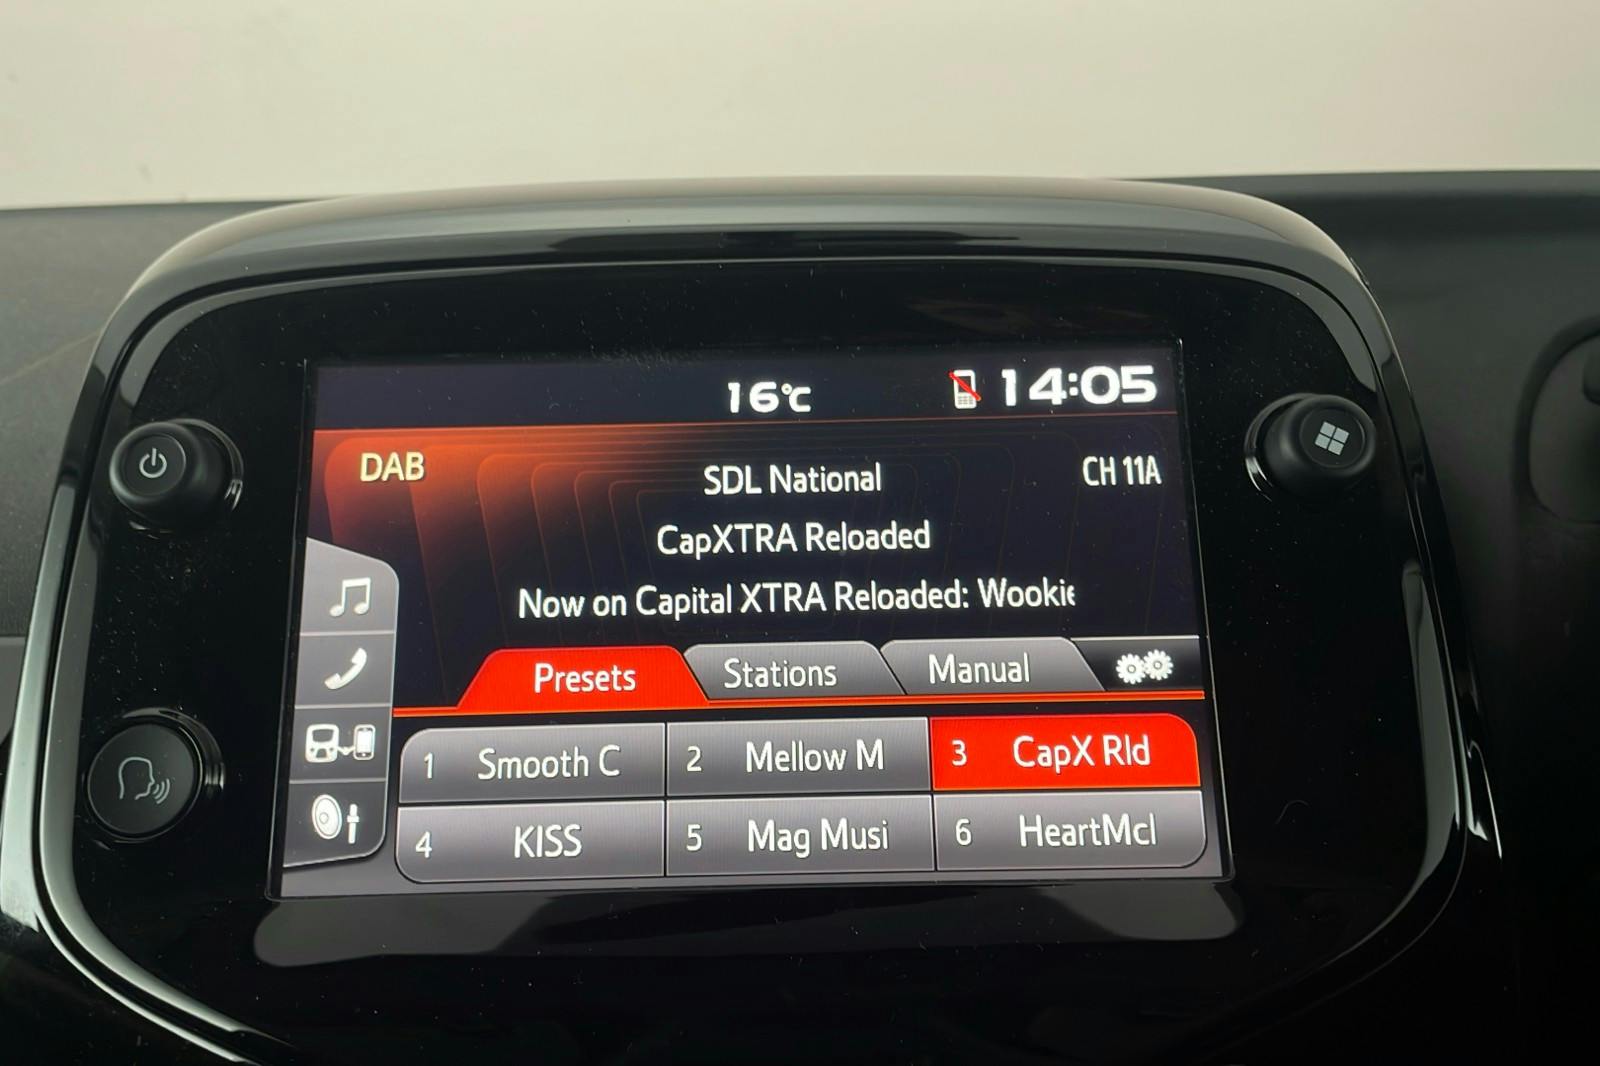 16°C 14:05
DAB SDL National CH 11A
CapXTRA Reloaded
Now on Capital XTRA Reloaded: Wookie
Presets Stations Manual
1 Smooth C 2 Mellow M 3 CapX Rld
4 KISS 5 Mag Musi 6 HeartMcl